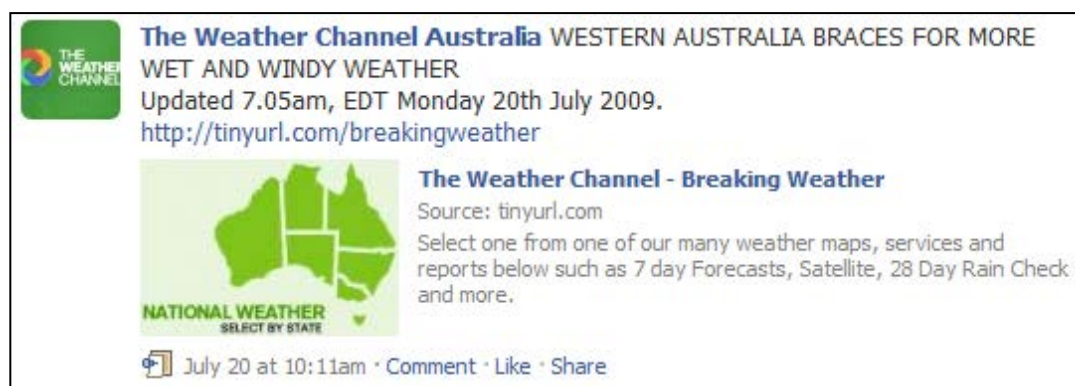 THE
WEATHER
CHANNEL
The Weather Channel Australia WESTERN AUSTRALIA BRACES FOR MORE
WET AND WINDY WEATHER
Updated 7.05am, EDT Monday 20th July 2009.
http://tinyurl.com/breakingweather
The Weather Channel - Breaking Weather
Source: tinyurl.com
Select one from one of our many weather maps, services and
reports below such as 7 day Forecasts, Satellite, 28 Day Rain Check
and more.
NATIONAL WEATHER
SELECT BY STATE
July 20 at 10:11am · Comment · Like · Share